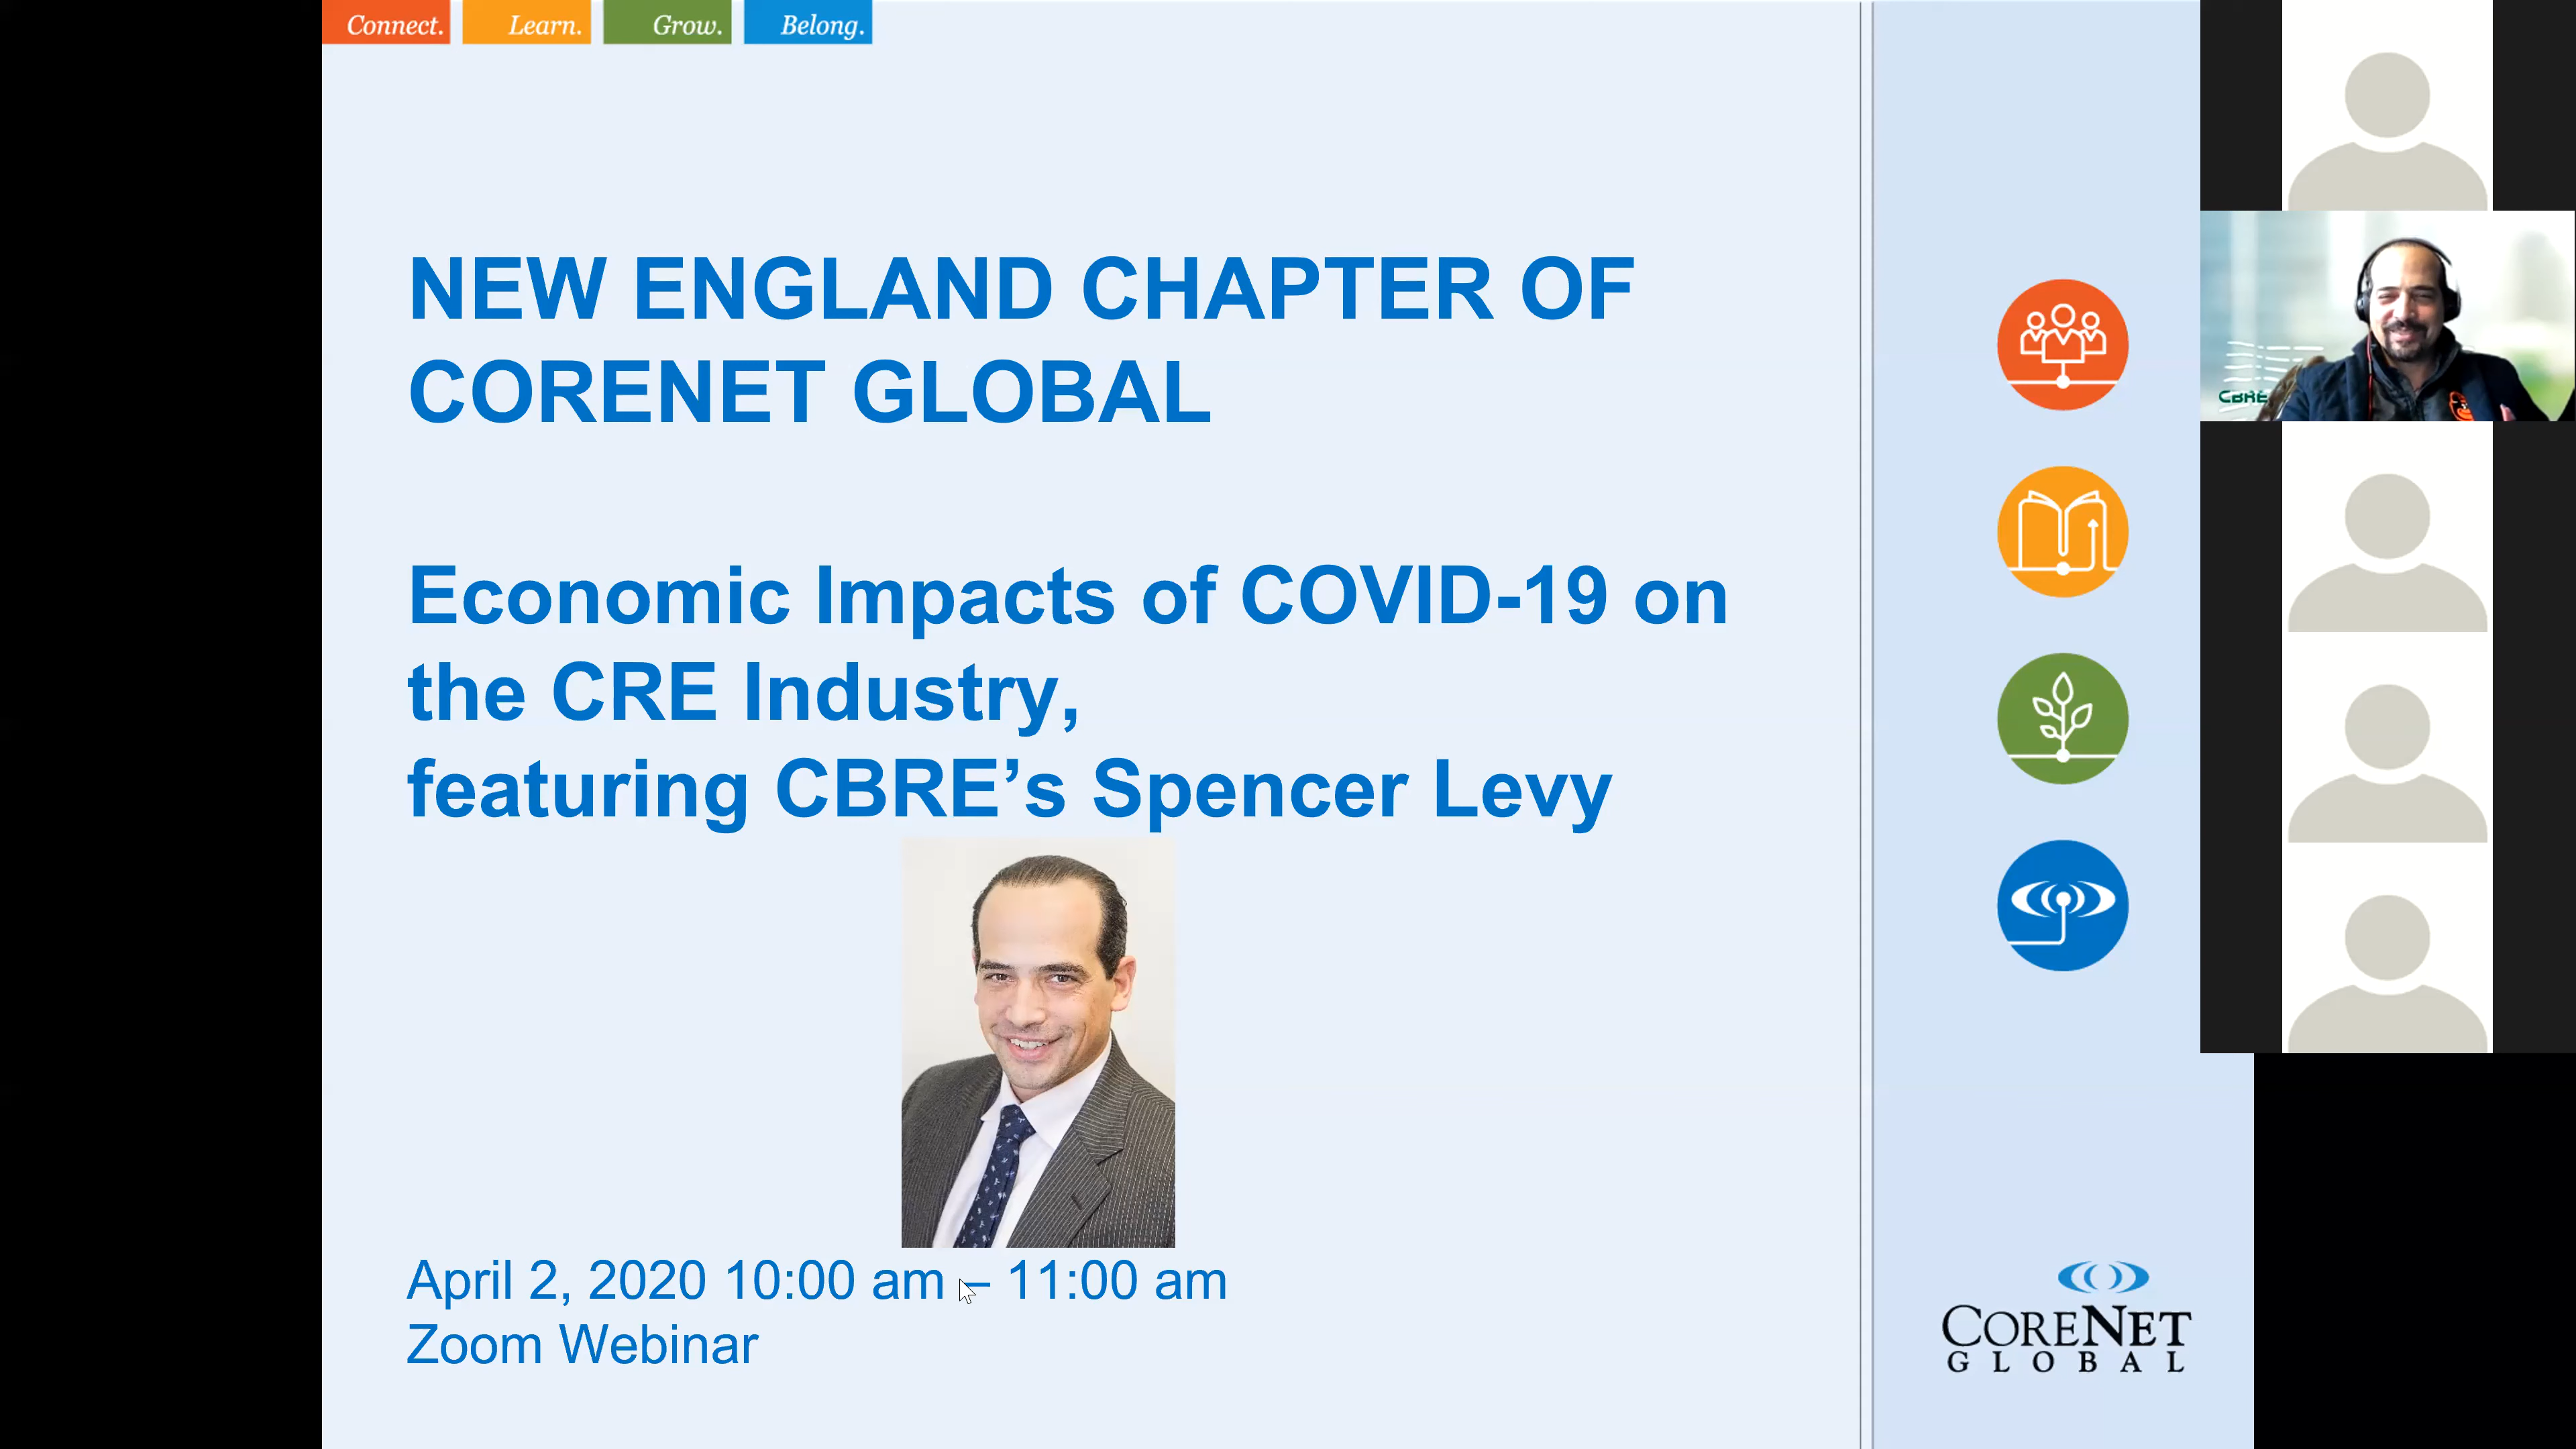 Connect. Learn. Grow. Belong.
NEW ENGLAND CHAPTER OF
CORENET GLOBAL
Economic Impacts of COVID-19 on
the CRE Industry,
featuring CBRE’s Spencer Levy
April 2, 2020 10:00 am – 11:00 am
Zoom Webinar
CBRE
CORENET
GLOBAL